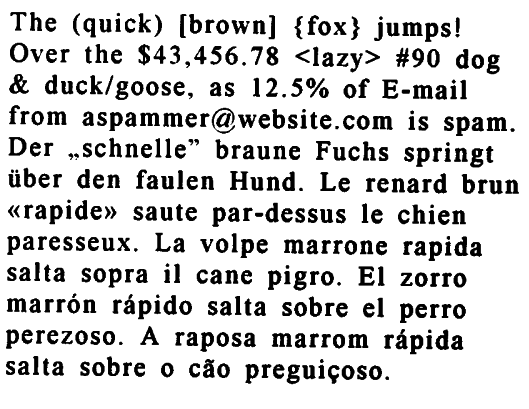 The (quick) [brown] {fox} jumps!
Over the $43,456.78 <lazy> #90 dog
& duck/goose, as 12.5% of E-mail
from aspammer@website.com is spam.
Der „schnelle” braune Fuchs springt
über den faulen Hund. Le renard brun
«rapide» saute par-dessus le chien
paresseux. La volpe marrone rapida
salta sopra il cane pigro. El zorro
marrón rápido salta sobre el perro
perezoso. A raposa marrom rápida
salta sobre o cão preguiçoso.